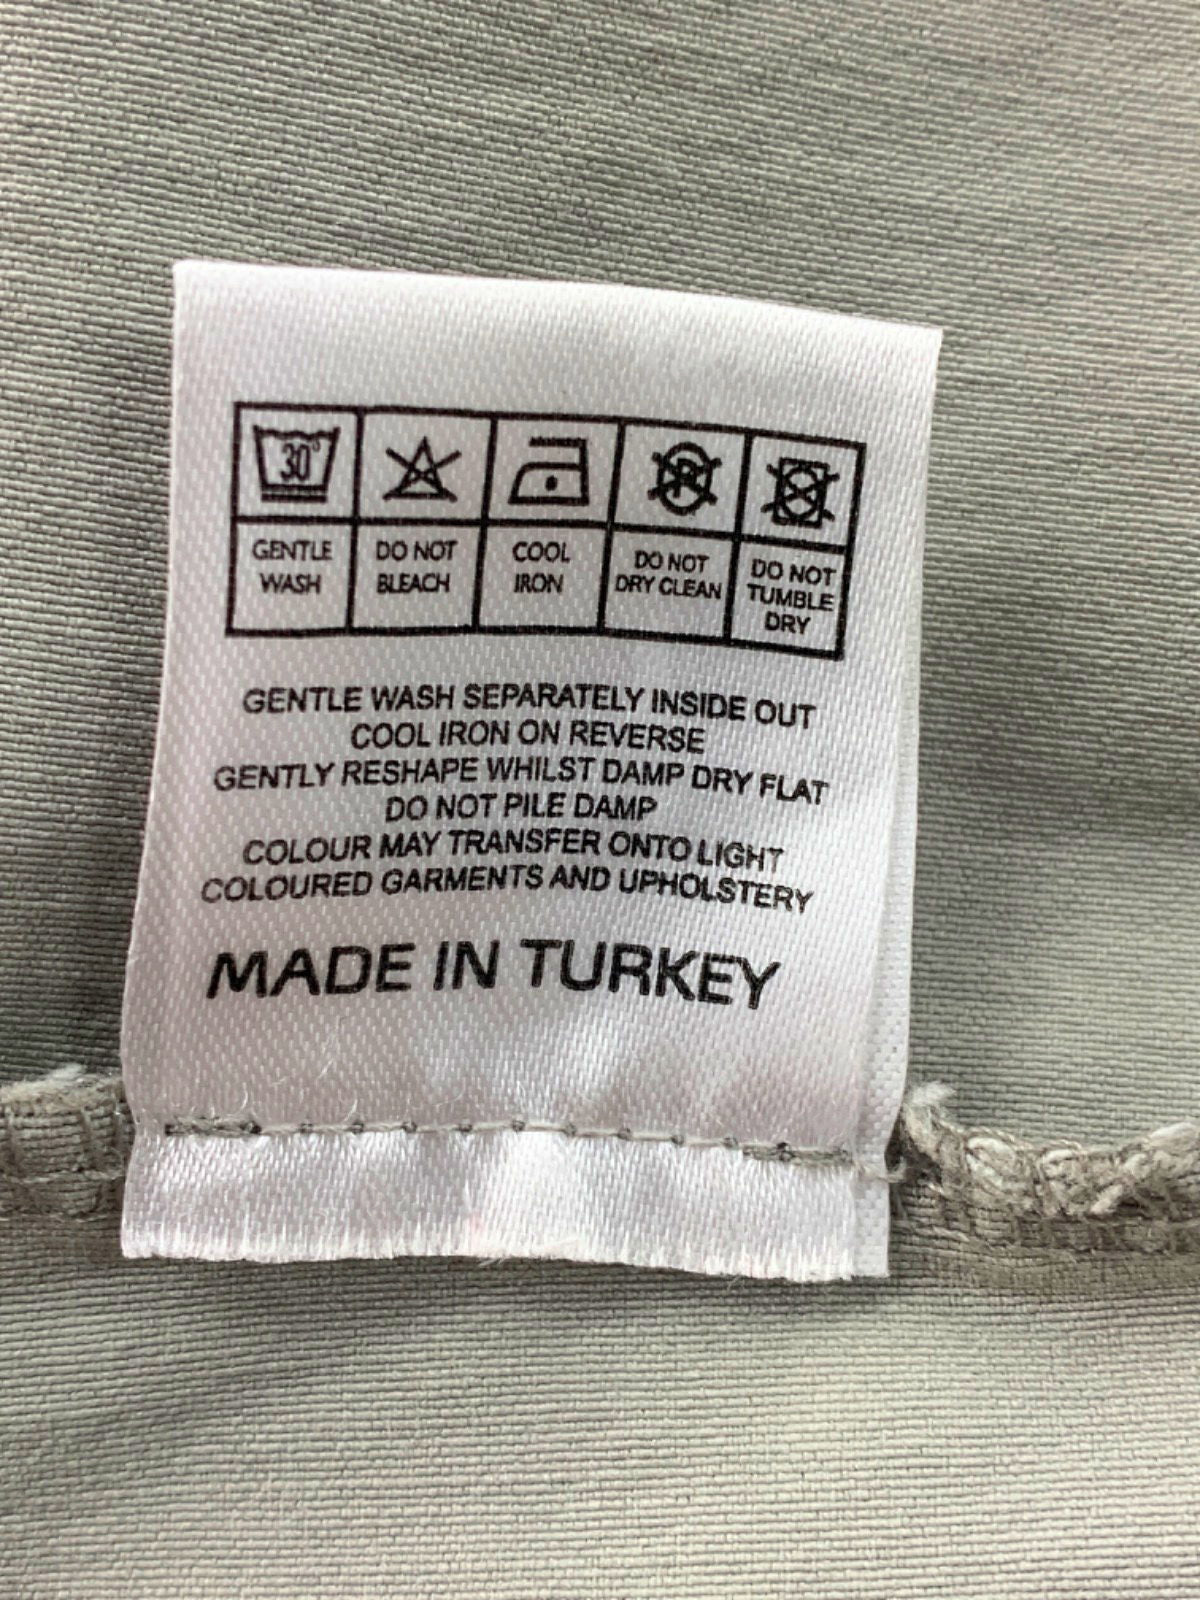 30°
P
GENTLE WASH
DO NOT BLEACH
COOL IRON
DO NOT DRY CLEAN
DO NOT TUMBLE DRY
GENTLE WASH SEPARATELY INSIDE OUT
COOL IRON ON REVERSE
GENTLY RESHAPE WHILST DAMP DRY FLAT
DO NOT PILE DAMP
COLOUR MAY TRANSFER ONTO LIGHT
COLOURED GARMENTS AND UPHOLSTERY
MADE IN TURKEY